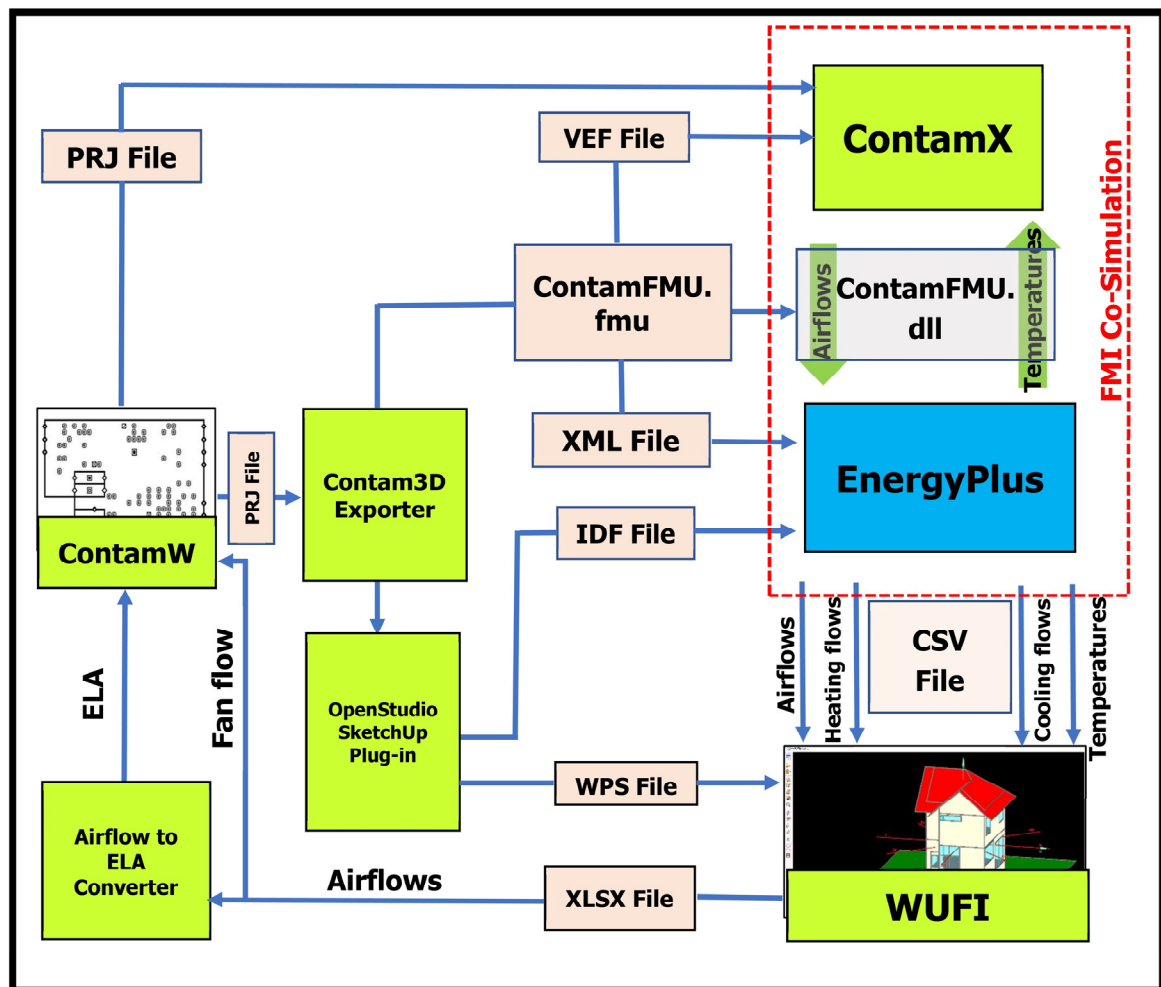 PRJ File
VEF File
ContamX
FMI Co-Simulation
ContamFMU.
fmu
Airflows
ContamFMU.
dll
Temperatures
XML File
PRJ File
Contam3D
Exporter
EnergyPlus
IDF File
ContamW
ELA
Fan flow
OpenStudio
SketchUp
Plug-in
Airflows
Heating flows
CSV
File
Cooling flows
Temperatures
WPS File
Airflow to
ELA
Converter
Airflows
XLSX File
WUFI